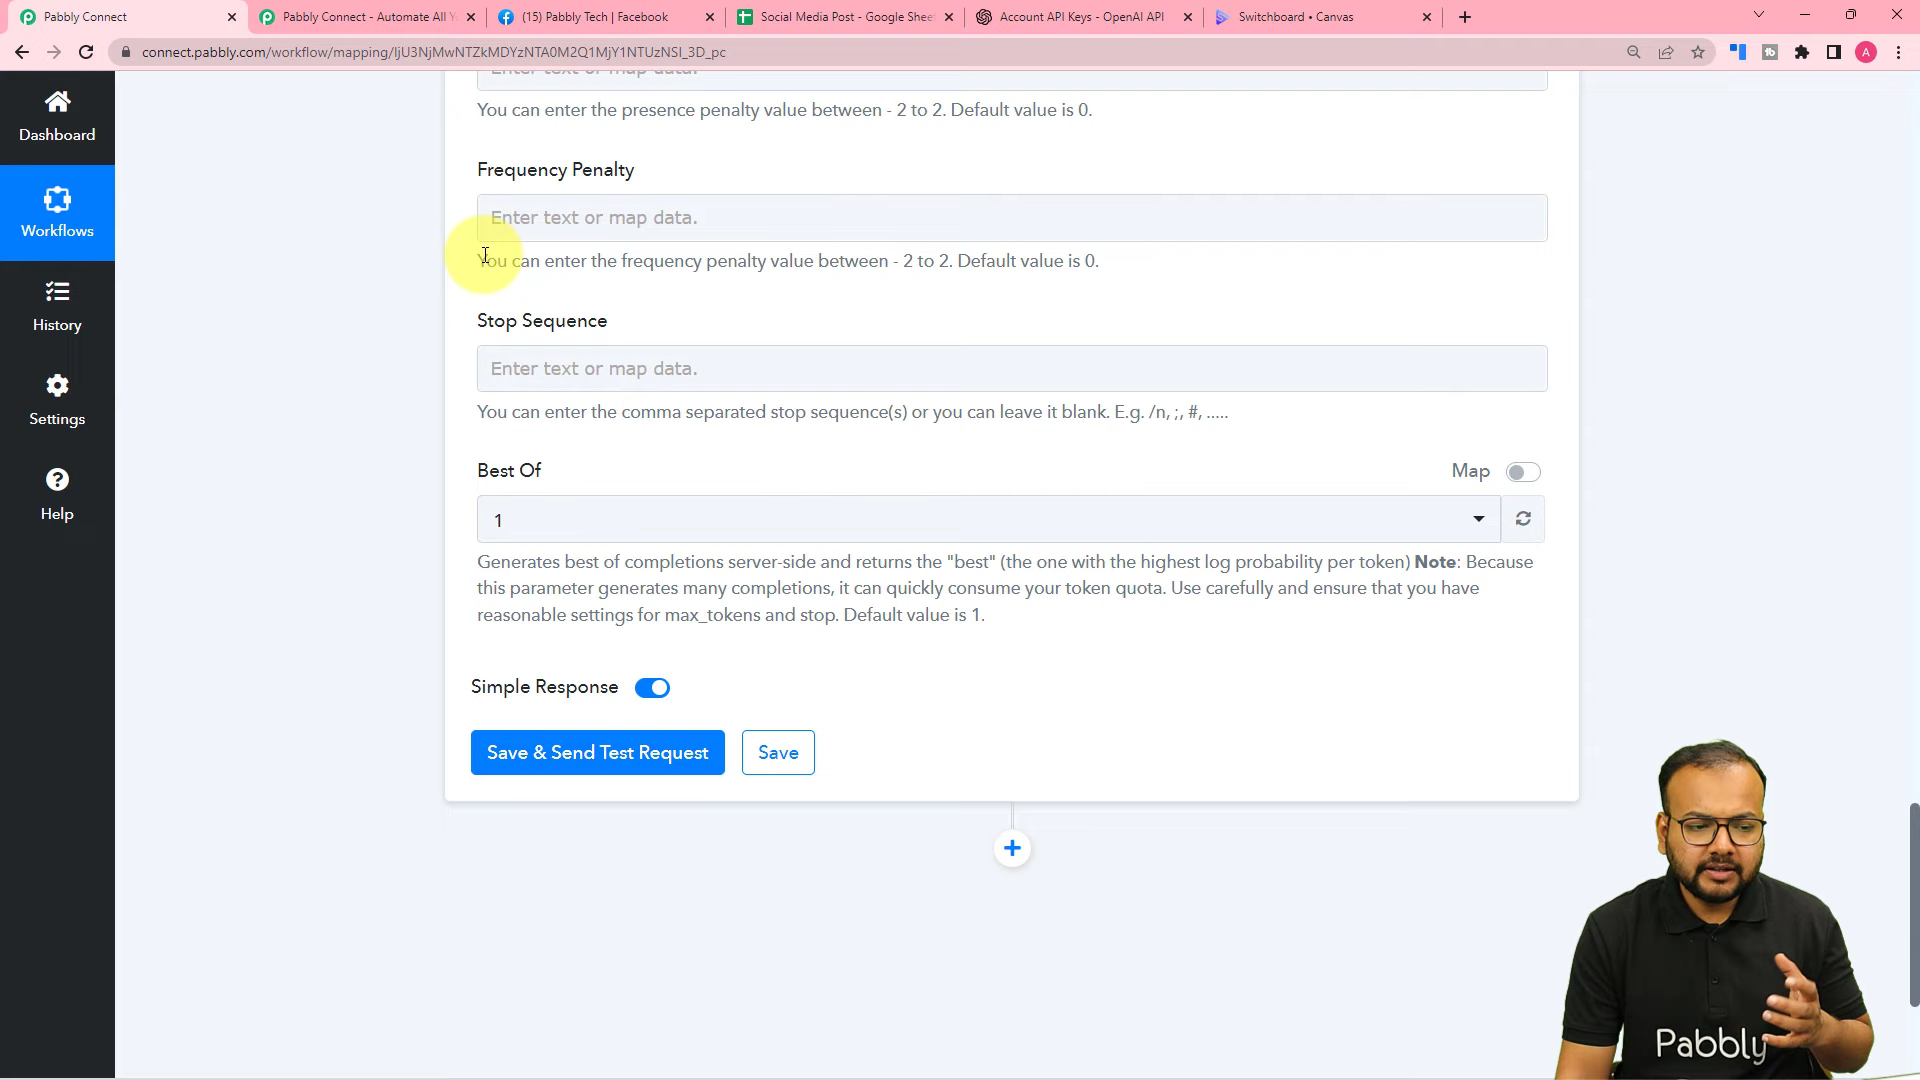 Pabbly Connect
Pabbly Connect - Automate All Y
(15) Pabbly Tech | Facebook
Social Media Post - Google Shee
Account API Keys - OpenAI API
Switchboard • Canvas
connect.pabbly.com/workflow/mapping/IjU3NjMwNTZkMDYzNTA0M2Q1MjY1NTUzNSI_3D_pc
A
Dashboard
Workflows
History
Settings
Help
Enter text or map data.
You can enter the presence penalty value between - 2 to 2. Default value is 0.
Frequency Penalty
Enter text or map data.
You can enter the frequency penalty value between - 2 to 2. Default value is 0.
Stop Sequence
Enter text or map data.
You can enter the comma separated stop sequence(s) or you can leave it blank. E.g. /n, ;, #, .....
Best Of
Map
1
Generates best of completions server-side and returns the "best" (the one with the highest log probability per token) Note: Because
this parameter generates many completions, it can quickly consume your token quota. Use carefully and ensure that you have
reasonable settings for max_tokens and stop. Default value is 1.
Simple Response
Save & Send Test Request
Save
Pabbly